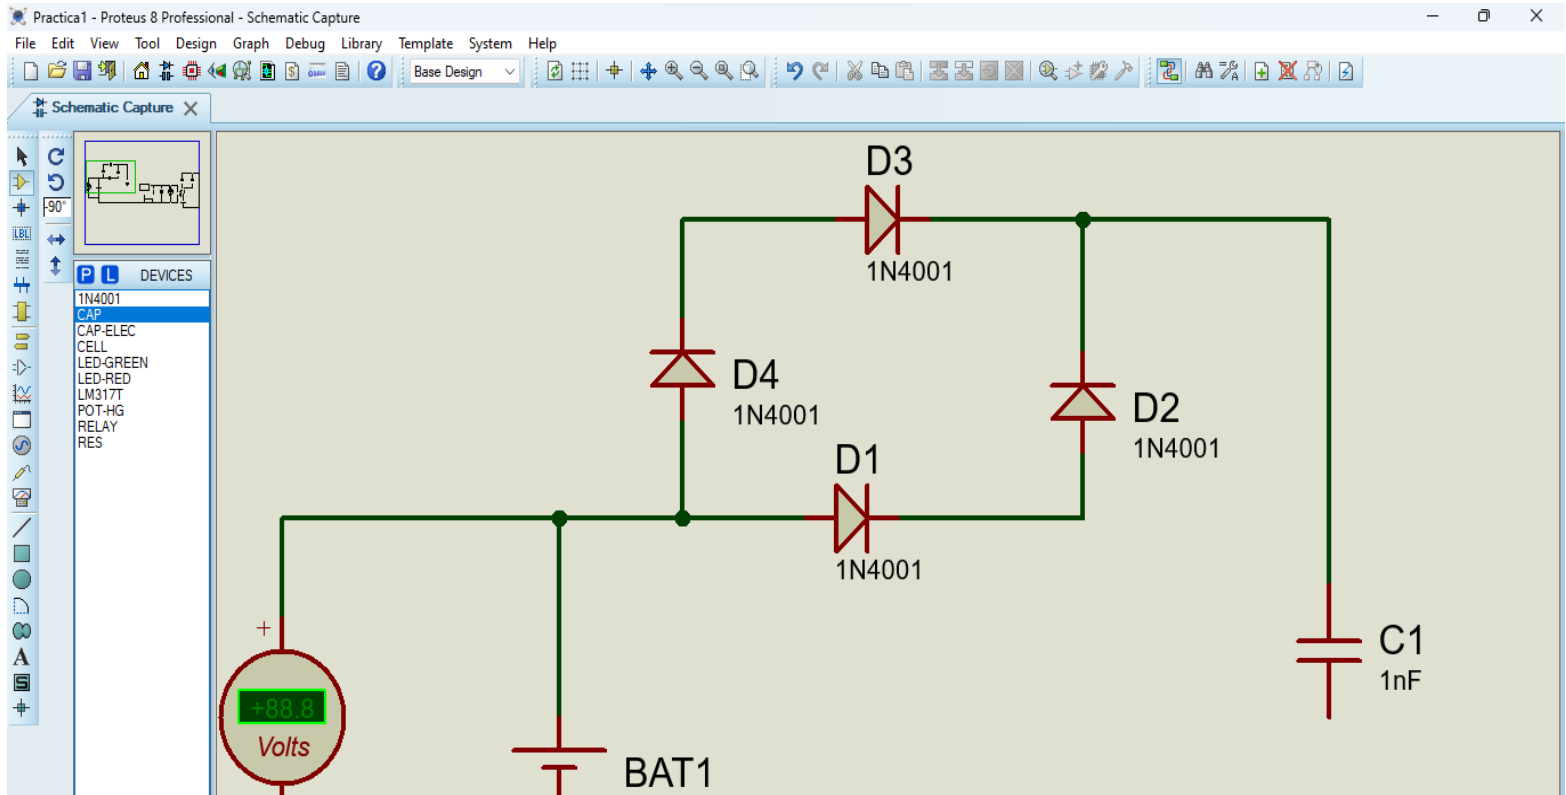 Practica1 - Proteus 8 Professional - Schematic Capture
File Edit View Tool Design Graph Debug Library Template System Help
Base Design
Schematic Capture
-90°
LBL
P L DEVICES
1N4001
CAP
CAP-ELEC
CELL
LED-GREEN
LED-RED
LM317T
POT-HG
RELAY
RES
A
S
D3
1N4001
D4
1N4001
D2
1N4001
D1
1N4001
+
+88.8
Volts
BAT1
C1
1nF